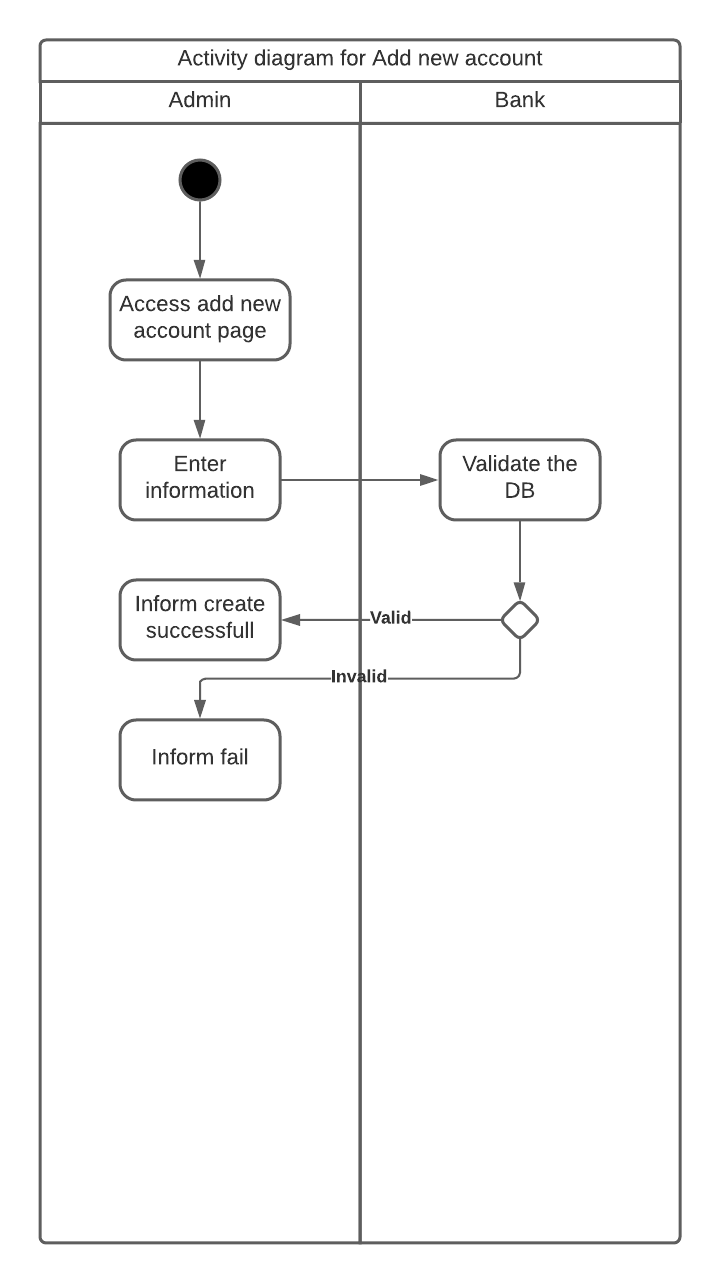 Activity diagram for Add new account
Admin
Bank
Access add new
account page
Enter
information
Validate the
DB
Inform create
successfull
Valid
Invalid
Inform fail